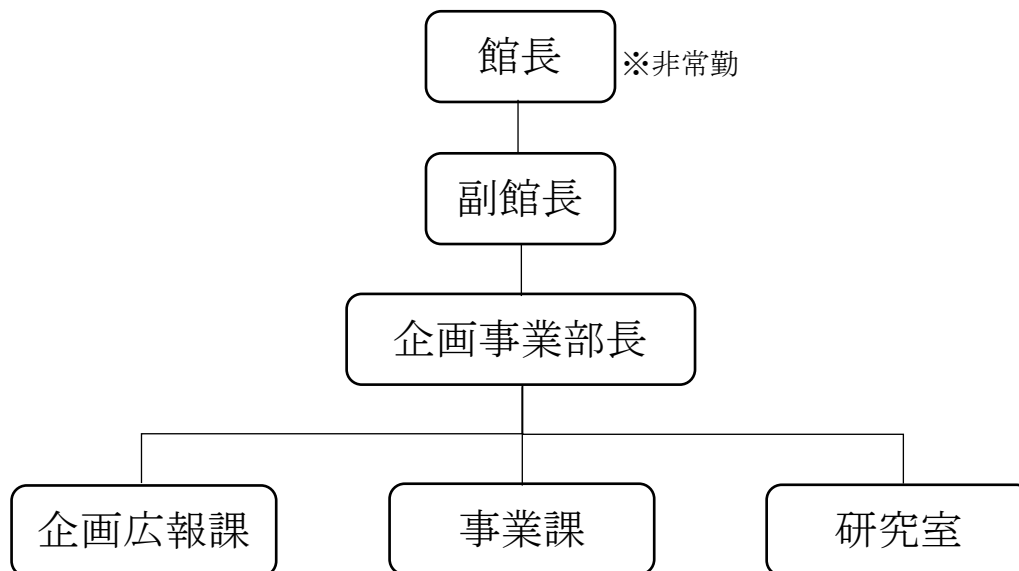 館長
※非常勤
副館長
企画事業部長
企画広報課
事業課
研究室